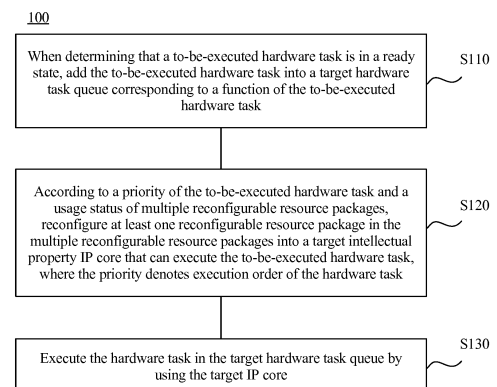 100
When determining that a to-be-executed hardware task is in a ready
state, add the to-be-executed hardware task into a target hardware
task queue corresponding to a function of the to-be-executed
hardware task
S110
According to a priority of the to-be-executed hardware task and a
usage status of multiple reconfigurable resource packages,
reconfigure at least one reconfigurable resource package in the
multiple reconfigurable resource packages into a target intellectual
property IP core that can execute the to-be-executed hardware task,
where the priority denotes execution order of the hardware task
S120
Execute the hardware task in the target hardware task queue by
using the target IP core
S130